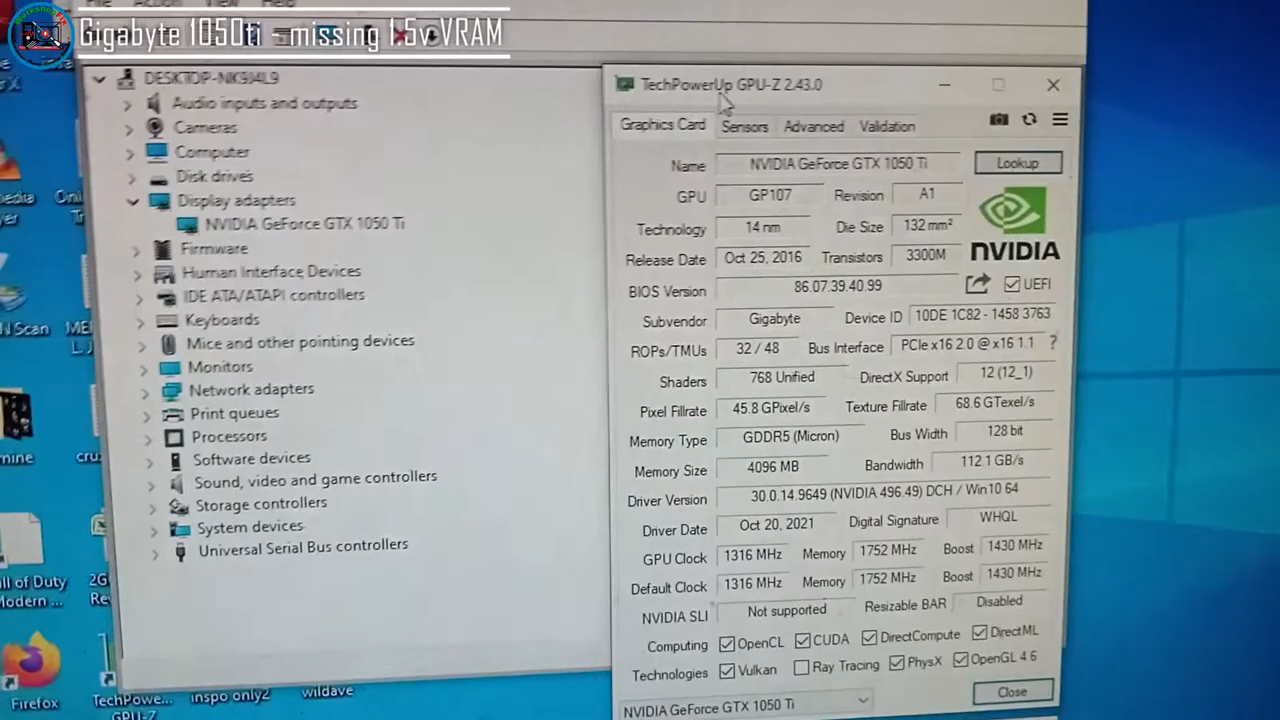 File Action View Help
WorkshopFix
Gigabyte 1050ti - missing 1.5v VRAM
DESKTOP-NK9J4L9
Audio inputs and outputs
Cameras
Computer
Disk drives
Display adapters
NVIDIA GeForce GTX 1050 Ti
Firmware
Human Interface Devices
IDE ATA/ATAPI controllers
Keyboards
Mice and other pointing devices
Monitors
Network adapters
Print queues
Processors
Software devices
Sound, video and game controllers
Storage controllers
System devices
Universal Serial Bus controllers
TechPowerUp GPU-Z 2.43.0
Graphics Card Sensors Advanced Validation
Name NVIDIA GeForce GTX 1050 Ti Lookup
GPU GP107 Revision A1
Technology 14 nm Die Size 132 mm²
Release Date Oct 25, 2016 Transistors 3300M
NVIDIA
BIOS Version 86.07.39.40.99 UEFI
Subvendor Gigabyte Device ID 10DE 1C82 - 1458 3763
ROPs/TMUs 32 / 48 Bus Interface PCIe x16 2.0 @ x16 1.1 ?
Shaders 768 Unified DirectX Support 12 (12_1)
Pixel Fillrate 45.8 GPixel/s Texture Fillrate 68.6 GTexel/s
Memory Type GDDR5 (Micron) Bus Width 128 bit
Memory Size 4096 MB Bandwidth 112.1 GB/s
Driver Version 30.0.14.9649 (NVIDIA 496.49) DCH / Win10 64
Driver Date Oct 20, 2021 Digital Signature WHQL
GPU Clock 1316 MHz Memory 1752 MHz Boost 1430 MHz
Default Clock 1316 MHz Memory 1752 MHz Boost 1430 MHz
NVIDIA SLI Not supported Resizable BAR Disabled
Computing OpenCL CUDA DirectCompute DirectML
Technologies Vulkan Ray Tracing PhysX OpenGL 4.6
NVIDIA GeForce GTX 1050 Ti Close
Scan
mine
Modern ...
Firefox
TechPowe...
GPU-Z
inspo only2
wildave